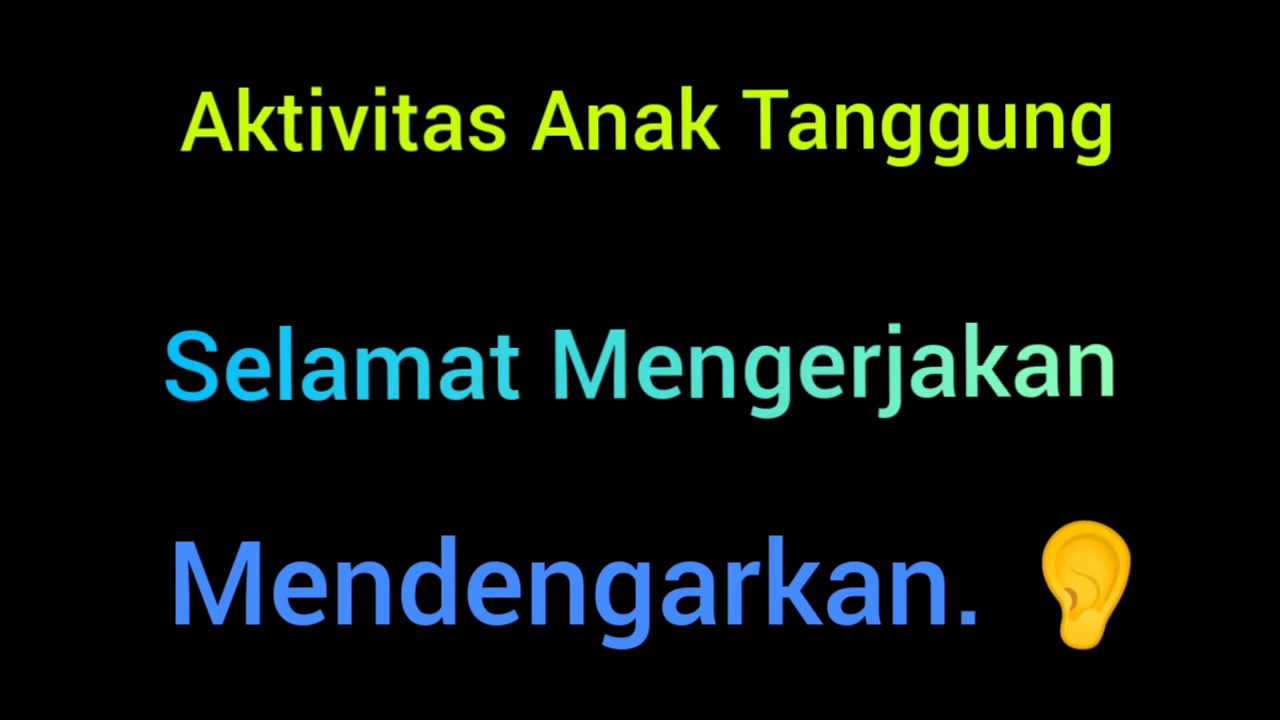 Aktivitas Anak Tanggung
Selamat Mengerjakan
Mendengarkan. 👂